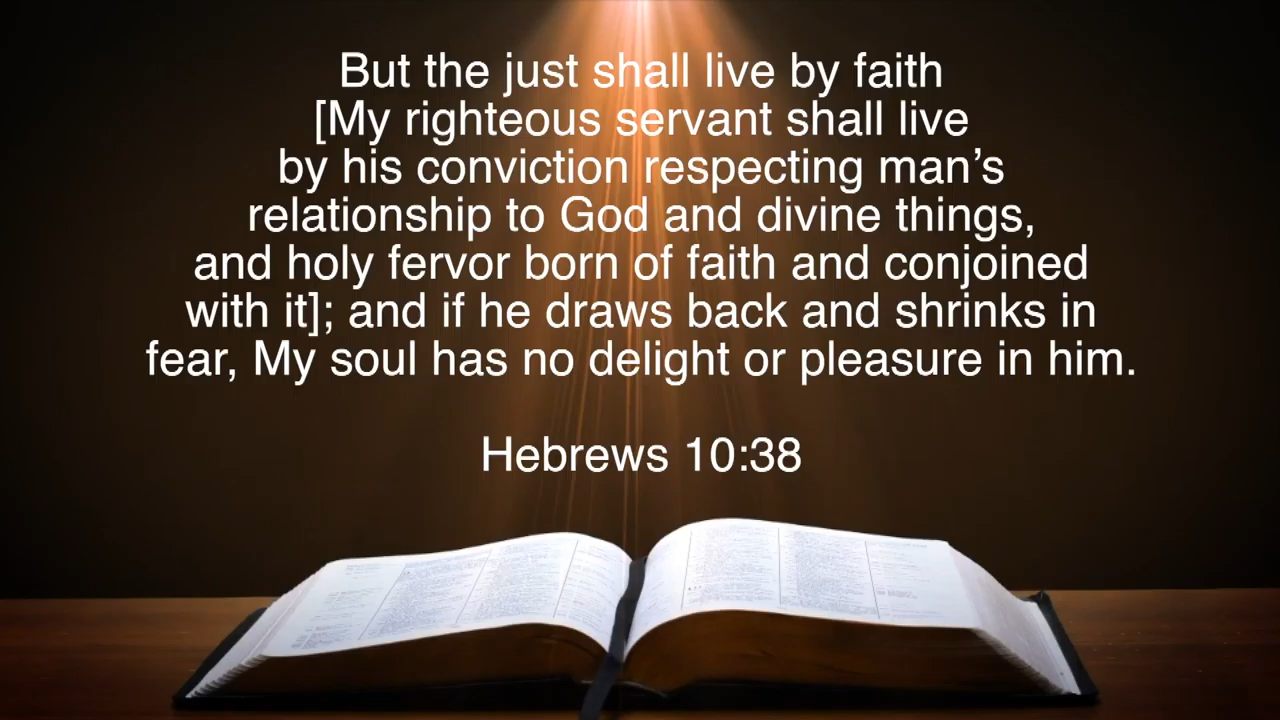 But the just shall live by faith
[My righteous servant shall live
by his conviction respecting man’s
relationship to God and divine things,
and holy fervor born of faith and conjoined
with it]; and if he draws back and shrinks in
fear, My soul has no delight or pleasure in him.
Hebrews 10:38